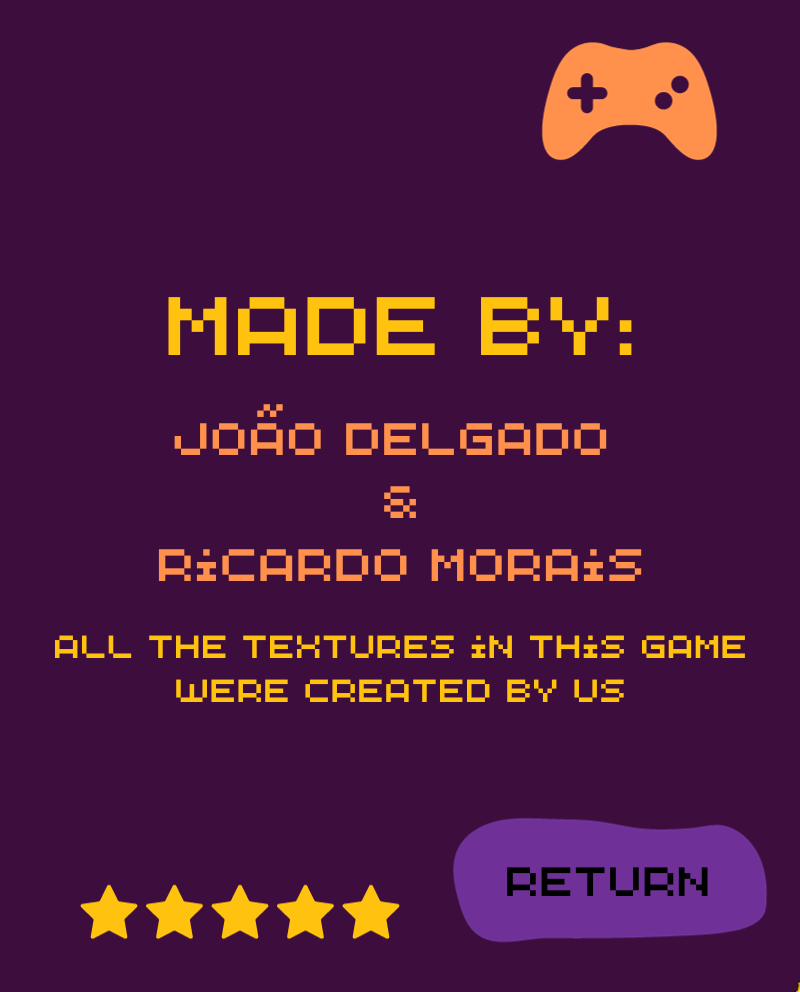 MADE BY:
JOÃO DELGADO
&
RiCARDO MORAiS
ALL THE TEXTURES iN THiS GAME
WERE CREATED BY US
RETURN